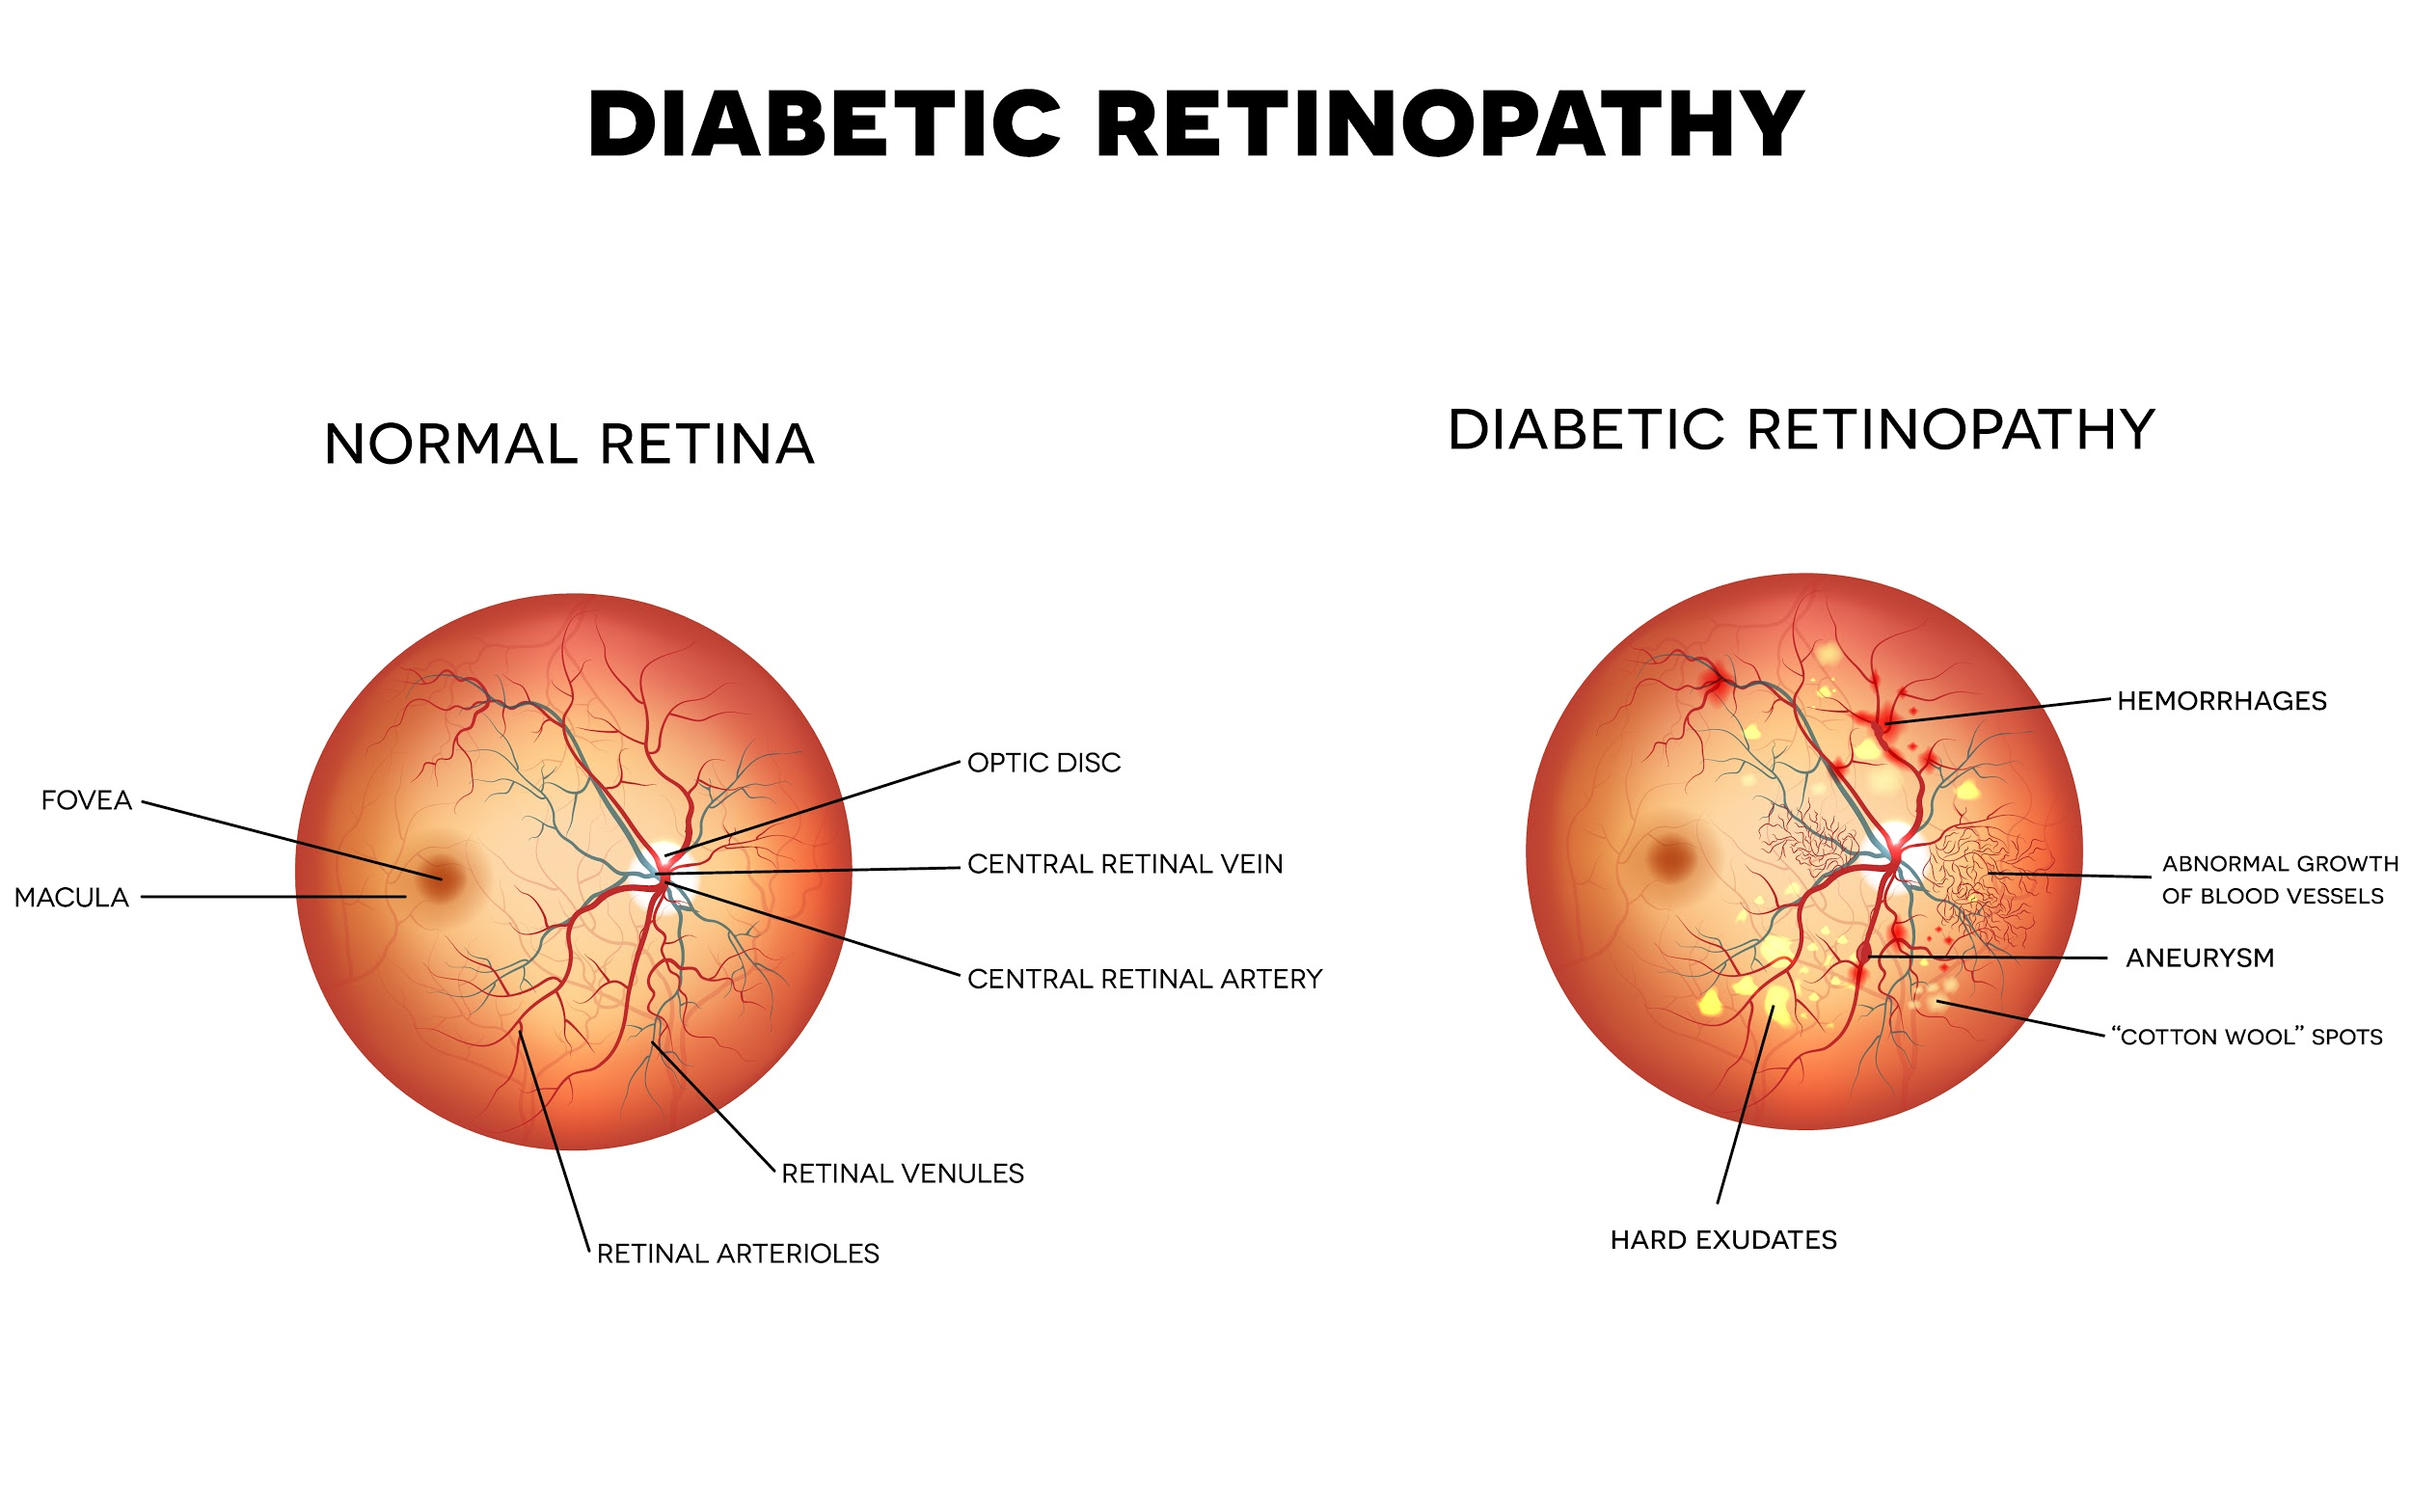 DIABETIC RETINOPATHY
NORMAL RETINA
FOVEA
MACULA
OPTIC DISC
CENTRAL RETINAL VEIN
CENTRAL RETINAL ARTERY
RETINAL VENULES
RETINAL ARTERIOLES
DIABETIC RETINOPATHY
HEMORRHAGES
ABNORMAL GROWTH
OF BLOOD VESSELS
ANEURYSM
“COTTON WOOL” SPOTS
HARD EXUDATES